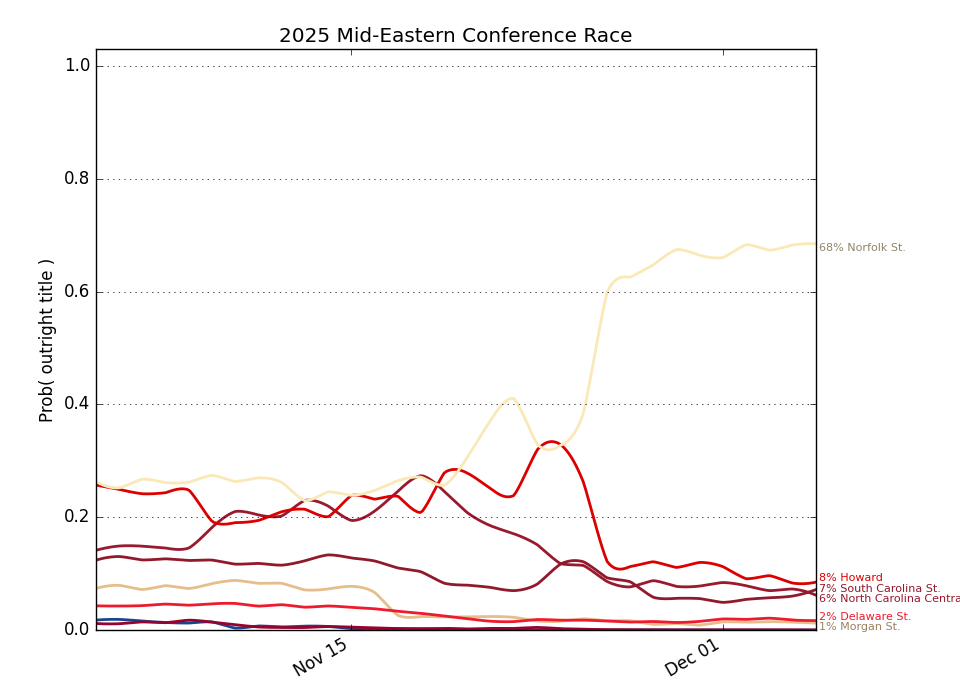 2025 Mid-Eastern Conference Race
1.0
0.8
0.6
0.4
0.2
0.0
Prob( outright title )
Nov 15
Dec 01
68% Norfolk St.
8% Howard
7% South Carolina St.
6% North Carolina Centra
2% Delaware St.
1% Morgan St.